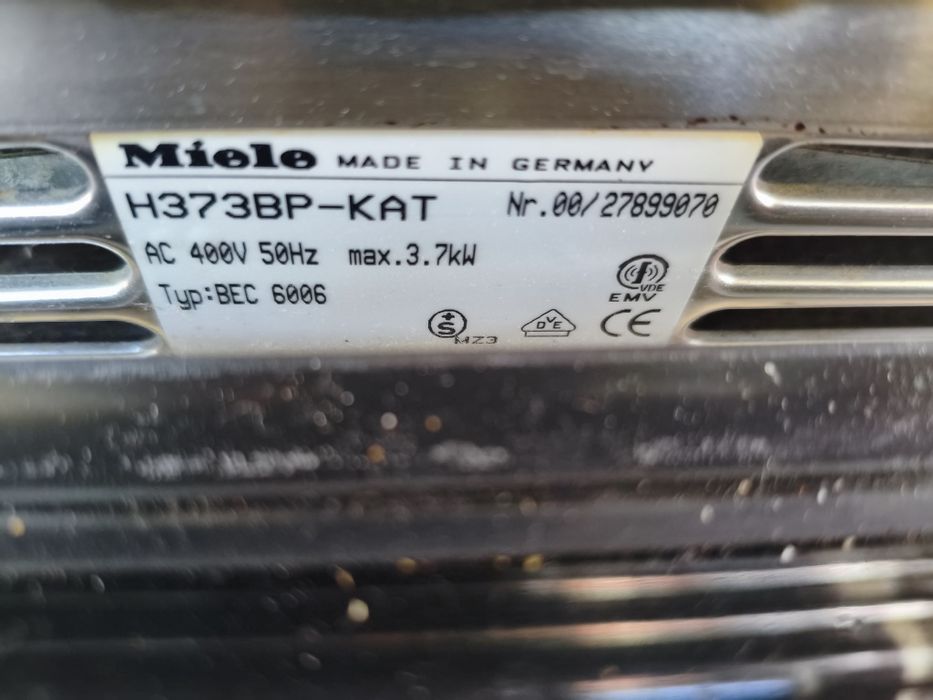 Miele MADE IN GERMANY
H373BP-KAT Nr.00/27899070
AC 400V 50Hz max.3.7kW
Typ:BEC 6006
VDE
EMV
S MZ3 DVE CE